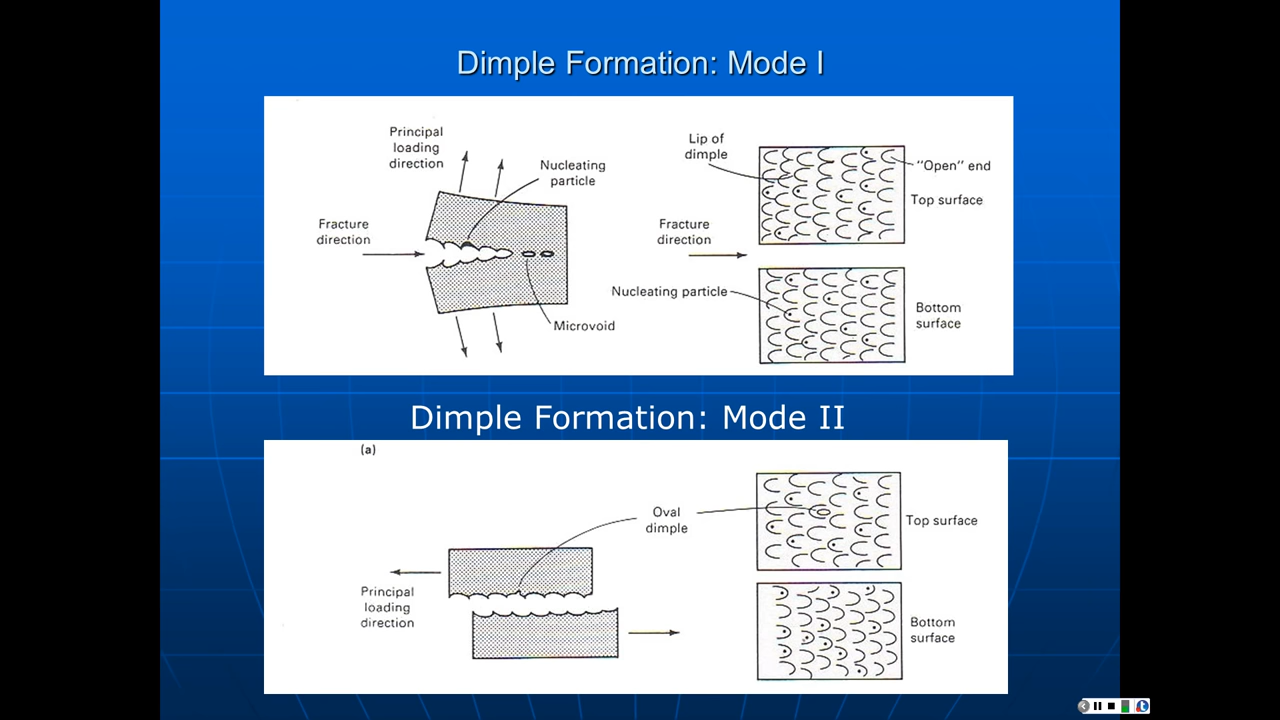 Dimple Formation: Mode I
Principal
loading
direction
Nucleating
particle
Fracture
direction
Microvoid
Lip of
dimple
"Open" end
Top surface
Fracture
direction
Nucleating particle
Bottom
surface
Dimple Formation: Mode II
(a)
Oval
dimple
Top surface
Principal
loading
direction
Bottom
surface